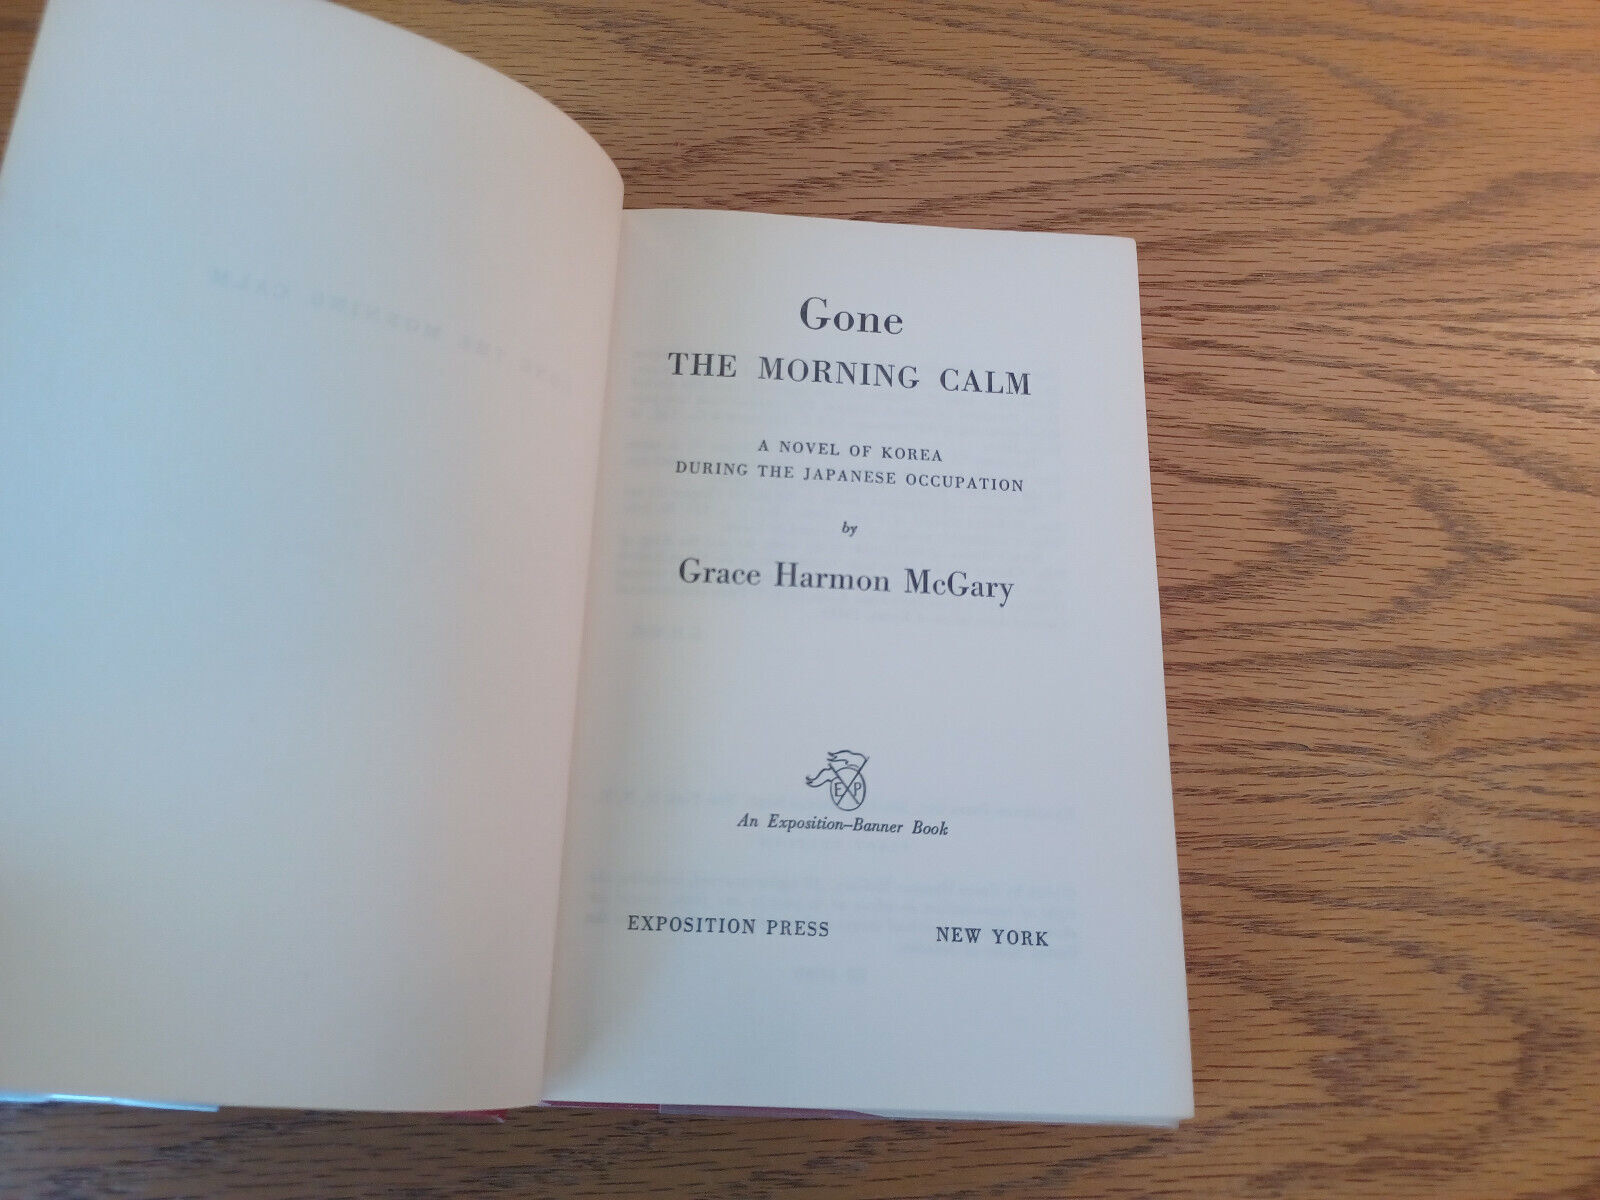 Gone
THE MORNING CALM
A NOVEL OF KOREA
DURING THE JAPANESE OCCUPATION
by
Grace Harmon McGary
E P
An Exposition–Banner Book
EXPOSITION PRESS NEW YORK